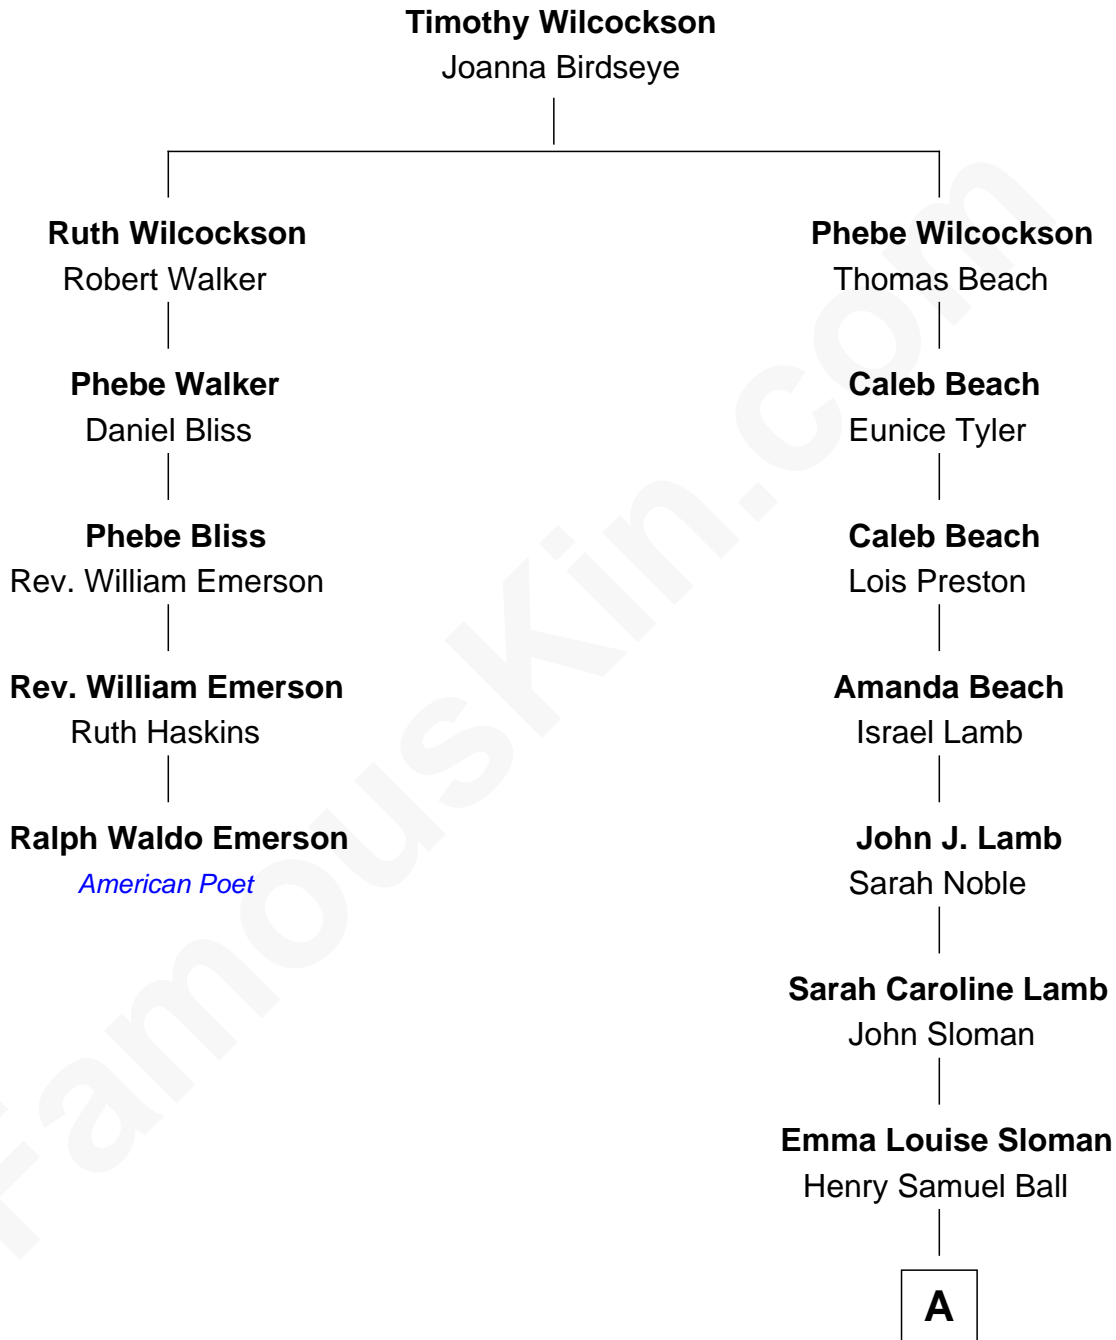 Timothy Wilcockson
Joanna Birdseye
Ruth Wilcockson
Robert Walker
Phebe Walker
Daniel Bliss
Phebe Bliss
Rev. William Emerson
Rev. William Emerson
Ruth Haskins
Ralph Waldo Emerson
American Poet
Phebe Wilcockson
Thomas Beach
Caleb Beach
Eunice Tyler
Caleb Beach
Lois Preston
Amanda Beach
Israel Lamb
John J. Lamb
Sarah Noble
Sarah Caroline Lamb
John Sloman
Emma Louise Sloman
Henry Samuel Ball
A
FamousKin.com